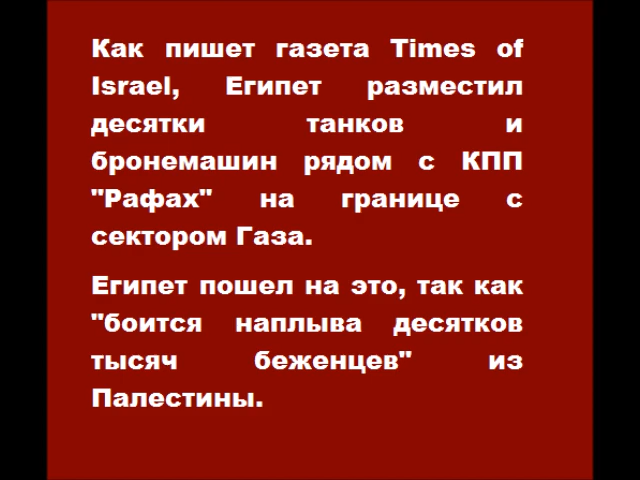 Как пишет газета Times of
Israel, Египет разместил
десятки танков и
бронемашин рядом с КПП
"Рафах" на границе с
сектором Газа.
Египет пошел на это, так как
"боится наплыва десятков
тысяч беженцев" из
Палестины.